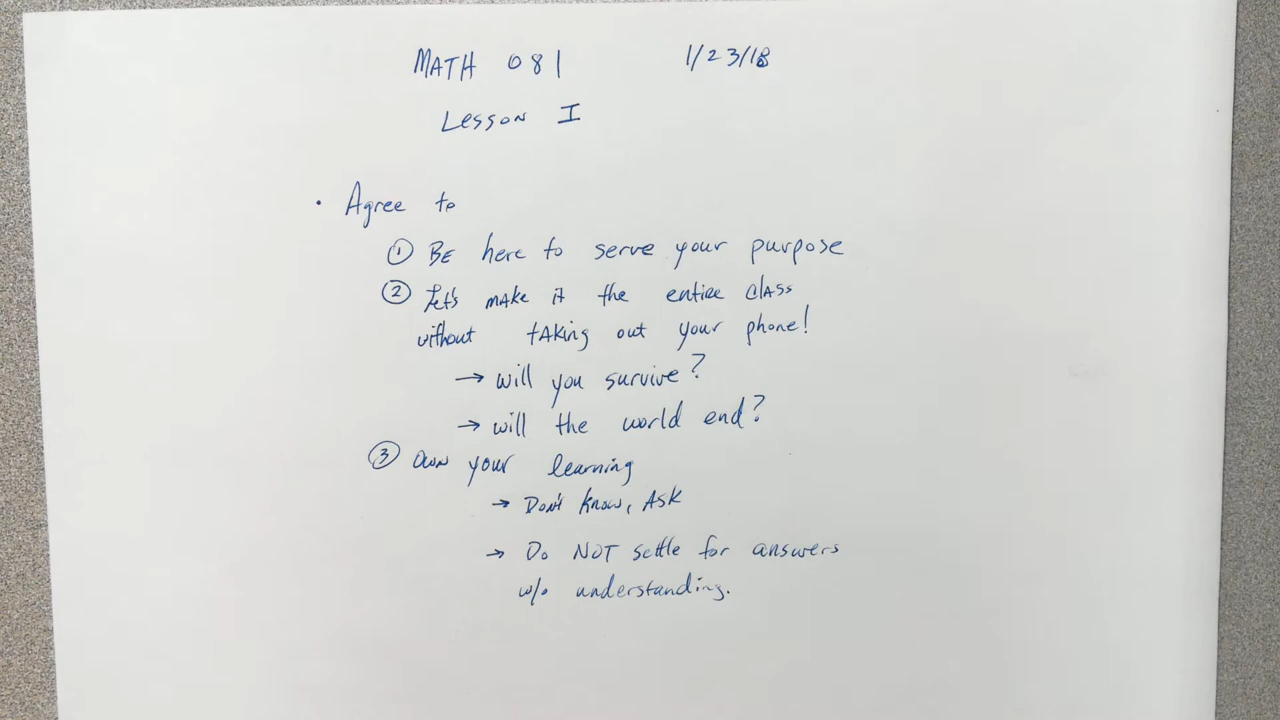 MATH 081 1/23/18
Lesson I
• Agree to
① BE here to serve your purpose
② Let's make it the entire class
without taking out your phone!
→ will you survive?
→ will the world end?
③ Own your learning
→ Don't know, Ask
→ Do NOT settle for answers
w/o understanding.